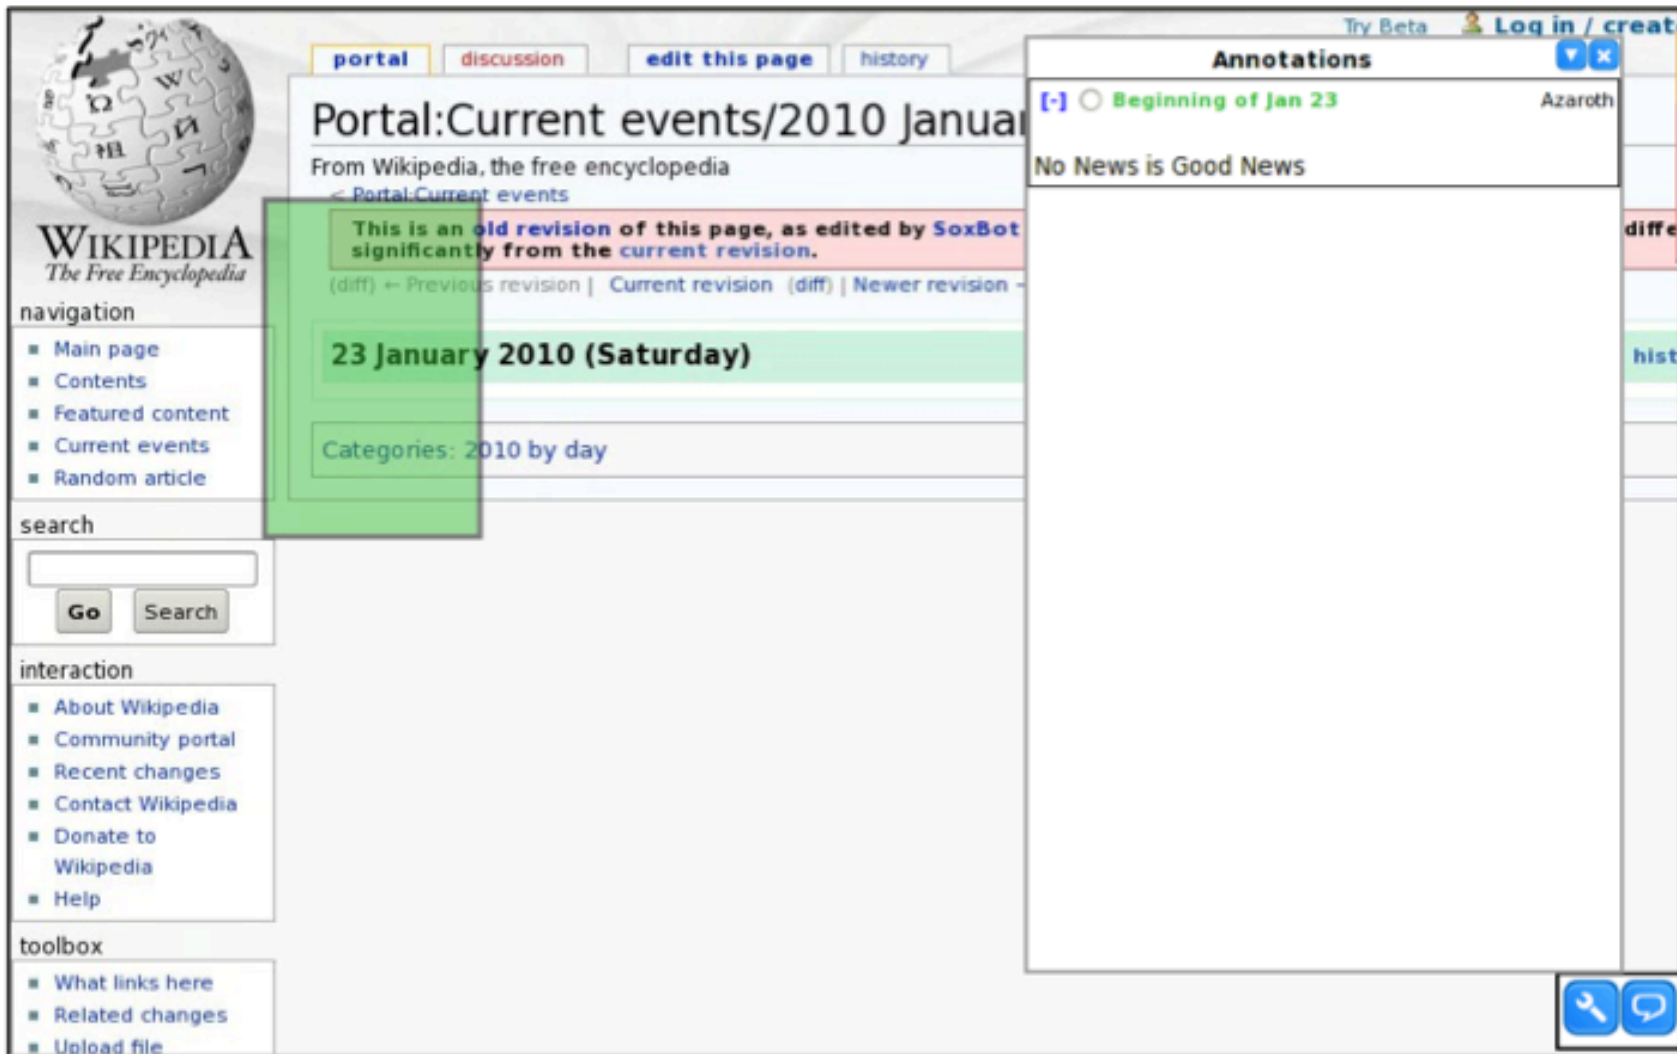 Try Beta Log in / creat
portal discussion edit this page history
Annotations
[-] Beginning of Jan 23 Azaroth
No News is Good News
Portal:Current events/2010 Januar
From Wikipedia, the free encyclopedia
< Portal:Current events
This is an old revision of this page, as edited by SoxBot
significantly from the current revision.
diffe
(diff) ← Previous revision | Current revision (diff) | Newer revision
23 January 2010 (Saturday)
hist
Categories: 2010 by day
WIKIPEDIA
The Free Encyclopedia
navigation
Main page
Contents
Featured content
Current events
Random article
search
Go Search
interaction
About Wikipedia
Community portal
Recent changes
Contact Wikipedia
Donate to
Wikipedia
Help
toolbox
What links here
Related changes
Upload file